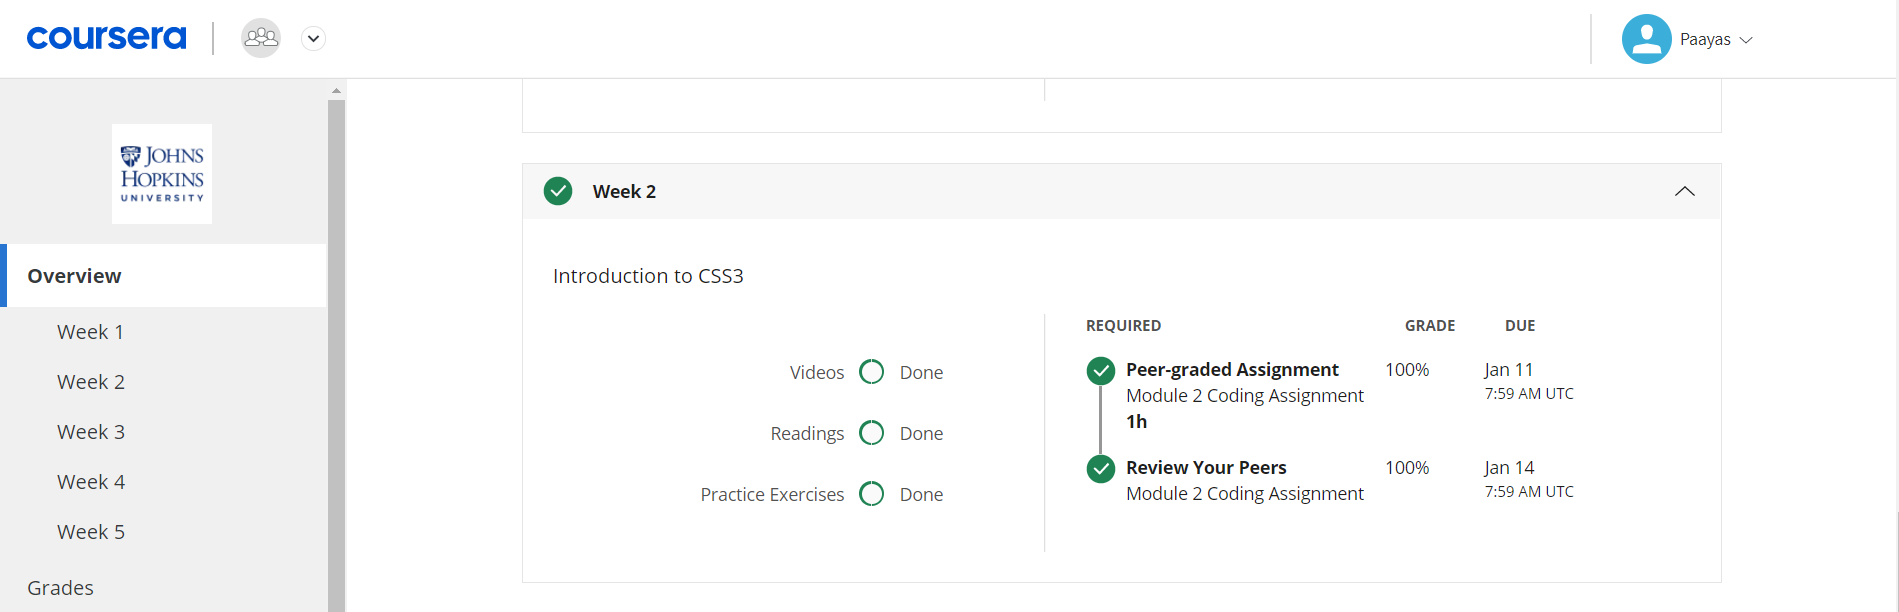 coursera
Paayas
JOHNS
HOPKINS
UNIVERSITY
Overview
Week 1
Week 2
Week 3
Week 4
Week 5
Grades
Week 2
Introduction to CSS3
Videos Done
Readings Done
Practice Exercises Done
REQUIRED GRADE DUE
Peer-graded Assignment 100% Jan 11
Module 2 Coding Assignment 7:59 AM UTC
1h
Review Your Peers 100% Jan 14
Module 2 Coding Assignment 7:59 AM UTC